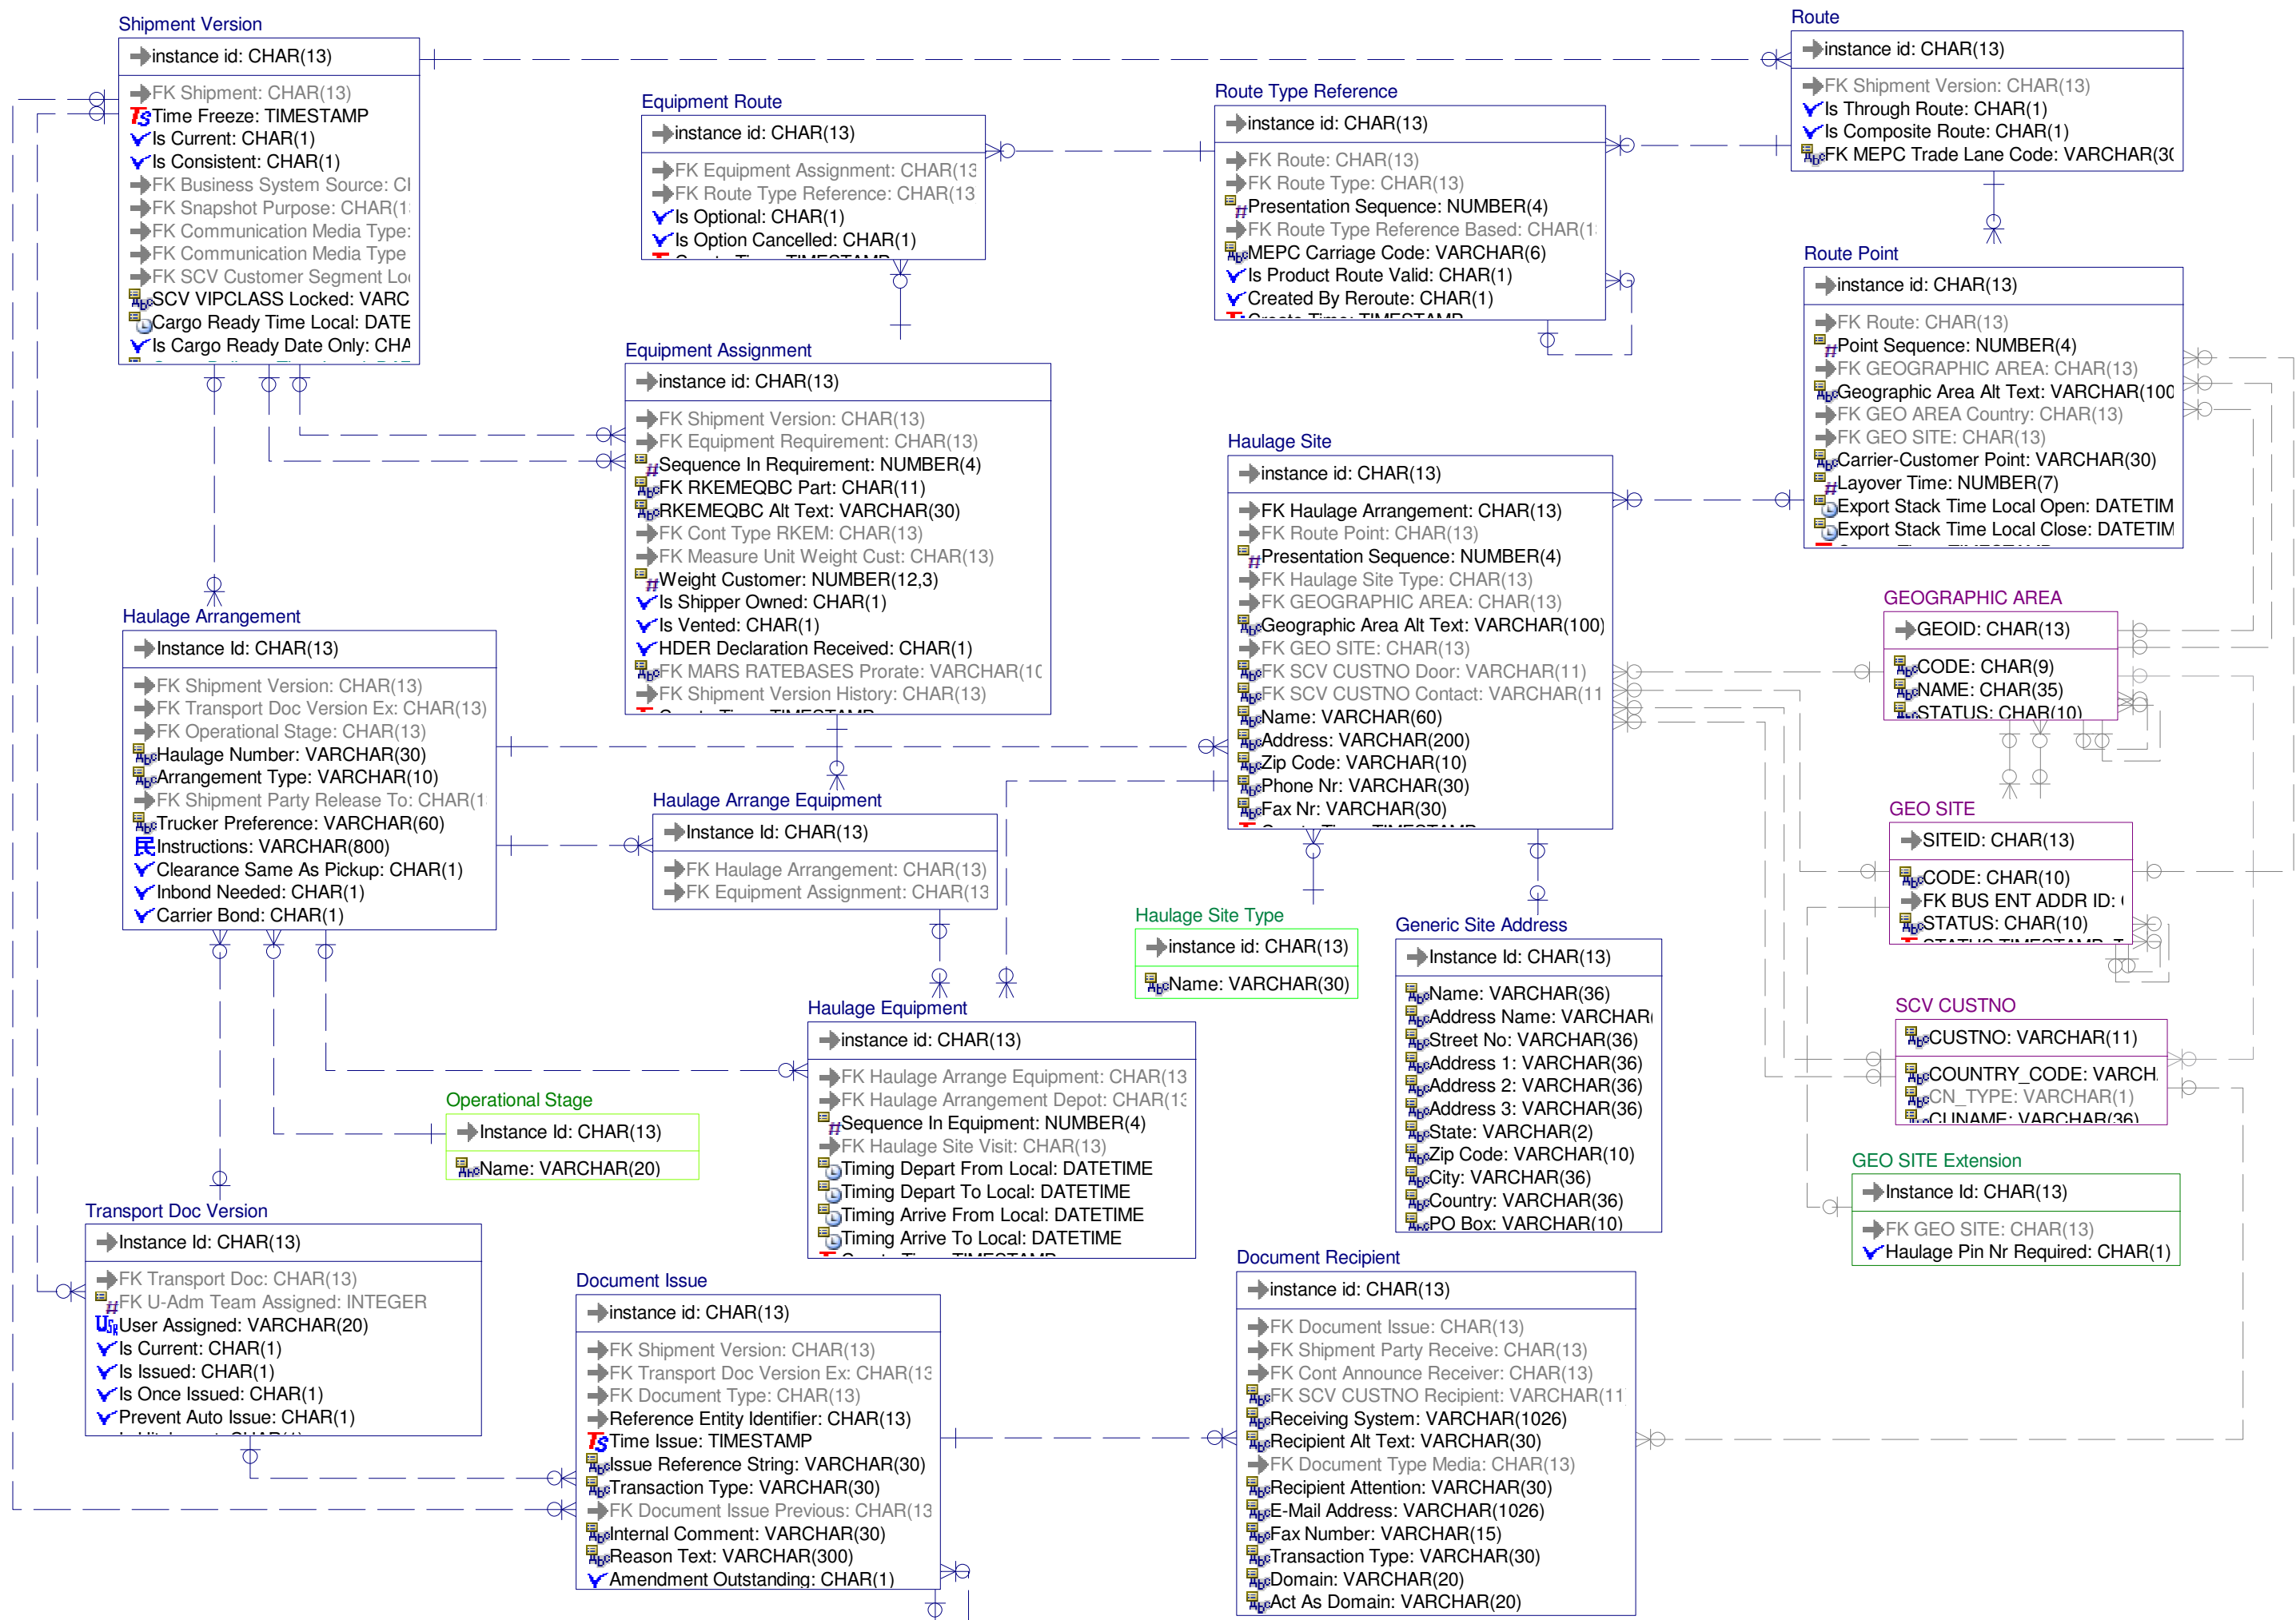 Shipment Version
instance id: CHAR(13)
FK Shipment: CHAR(13)
Time Freeze: TIMESTAMP
Is Current: CHAR(1)
Is Consistent: CHAR(1)
FK Business System Source: CI
FK Snapshot Purpose: CHAR(1
FK Communication Media Type:
FK Communication Media Type
FK SCV Customer Segment Lo
SCV VIPCLASS Locked: VARC
Cargo Ready Time Local: DATE
Is Cargo Ready Date Only: CHA
Equipment Route
instance id: CHAR(13)
FK Equipment Assignment: CHAR(13
FK Route Type Reference: CHAR(13
Is Optional: CHAR(1)
Is Option Cancelled: CHAR(1)
Create Time: TIMESTAMP
Route Type Reference
instance id: CHAR(13)
FK Route: CHAR(13)
FK Route Type: CHAR(13)
Presentation Sequence: NUMBER(4)
FK Route Type Reference Based: CHAR(1
MEPC Carriage Code: VARCHAR(6)
Is Product Route Valid: CHAR(1)
Created By Reroute: CHAR(1)
Create Time: TIMESTAMP
Route
instance id: CHAR(13)
FK Shipment Version: CHAR(13)
Is Through Route: CHAR(1)
Is Composite Route: CHAR(1)
FK MEPC Trade Lane Code: VARCHAR(30
Route Point
instance id: CHAR(13)
FK Route: CHAR(13)
Point Sequence: NUMBER(4)
FK GEOGRAPHIC AREA: CHAR(13)
Geographic Area Alt Text: VARCHAR(100
FK GEO AREA Country: CHAR(13)
FK GEO SITE: CHAR(13)
Carrier-Customer Point: VARCHAR(30)
Layover Time: NUMBER(7)
Export Stack Time Local Open: DATETIM
Export Stack Time Local Close: DATETIM
Equipment Assignment
instance id: CHAR(13)
FK Shipment Version: CHAR(13)
FK Equipment Requirement: CHAR(13)
Sequence In Requirement: NUMBER(4)
FK RKEMEQBC Part: CHAR(11)
RKEMEQBC Alt Text: VARCHAR(30)
FK Cont Type RKEM: CHAR(13)
FK Measure Unit Weight Cust: CHAR(13)
Weight Customer: NUMBER(12,3)
Is Shipper Owned: CHAR(1)
Is Vented: CHAR(1)
HDER Declaration Received: CHAR(1)
FK MARS RATEBASES Prorate: VARCHAR(10
FK Shipment Version History: CHAR(13)
Create Time: TIMESTAMP
Haulage Site
instance id: CHAR(13)
FK Haulage Arrangement: CHAR(13)
FK Route Point: CHAR(13)
Presentation Sequence: NUMBER(4)
FK Haulage Site Type: CHAR(13)
FK GEOGRAPHIC AREA: CHAR(13)
Geographic Area Alt Text: VARCHAR(100)
FK GEO SITE: CHAR(13)
FK SCV CUSTNO Door: VARCHAR(11)
FK SCV CUSTNO Contact: VARCHAR(11
Name: VARCHAR(60)
Address: VARCHAR(200)
Zip Code: VARCHAR(10)
Phone Nr: VARCHAR(30)
Fax Nr: VARCHAR(30)
Create Time: TIMESTAMP
Haulage Arrangement
Instance Id: CHAR(13)
FK Shipment Version: CHAR(13)
FK Transport Doc Version Ex: CHAR(13)
FK Operational Stage: CHAR(13)
Haulage Number: VARCHAR(30)
Arrangement Type: VARCHAR(10)
FK Shipment Party Release To: CHAR(1
Trucker Preference: VARCHAR(60)
Instructions: VARCHAR(800)
Clearance Same As Pickup: CHAR(1)
Inbond Needed: CHAR(1)
Carrier Bond: CHAR(1)
Haulage Arrange Equipment
Instance Id: CHAR(13)
FK Haulage Arrangement: CHAR(13)
FK Equipment Assignment: CHAR(13
GEOGRAPHIC AREA
GEOID: CHAR(13)
CODE: CHAR(9)
NAME: CHAR(35)
STATUS: CHAR(10)
GEO SITE
SITEID: CHAR(13)
CODE: CHAR(10)
FK BUS ENT ADDR ID: (
STATUS: CHAR(10)
SCV CUSTNO
CUSTNO: VARCHAR(11)
COUNTRY_CODE: VARCH
CN_TYPE: VARCHAR(1)
CLINAME: VARCHAR(36)
GEO SITE Extension
Instance Id: CHAR(13)
FK GEO SITE: CHAR(13)
Haulage Pin Nr Required: CHAR(1)
Haulage Site Type
instance id: CHAR(13)
Name: VARCHAR(30)
Generic Site Address
Instance Id: CHAR(13)
Name: VARCHAR(36)
Address Name: VARCHAR(
Street No: VARCHAR(36)
Address 1: VARCHAR(36)
Address 2: VARCHAR(36)
Address 3: VARCHAR(36)
State: VARCHAR(2)
Zip Code: VARCHAR(10)
City: VARCHAR(36)
Country: VARCHAR(36)
PO Box: VARCHAR(10)
Haulage Equipment
instance id: CHAR(13)
FK Haulage Arrange Equipment: CHAR(13
FK Haulage Arrangement Depot: CHAR(13
Sequence In Equipment: NUMBER(4)
FK Haulage Site Visit: CHAR(13)
Timing Depart From Local: DATETIME
Timing Depart To Local: DATETIME
Timing Arrive From Local: DATETIME
Timing Arrive To Local: DATETIME
Create Time: TIMESTAMP
Operational Stage
Instance Id: CHAR(13)
Name: VARCHAR(20)
Transport Doc Version
Instance Id: CHAR(13)
FK Transport Doc: CHAR(13)
FK U-Adm Team Assigned: INTEGER
User Assigned: VARCHAR(20)
Is Current: CHAR(1)
Is Issued: CHAR(1)
Is Once Issued: CHAR(1)
Prevent Auto Issue: CHAR(1)
Document Issue
instance id: CHAR(13)
FK Shipment Version: CHAR(13)
FK Transport Doc Version Ex: CHAR(13
FK Document Type: CHAR(13)
Reference Entity Identifier: CHAR(13)
Time Issue: TIMESTAMP
Issue Reference String: VARCHAR(30)
Transaction Type: VARCHAR(30)
FK Document Issue Previous: CHAR(13
Internal Comment: VARCHAR(30)
Reason Text: VARCHAR(300)
Amendment Outstanding: CHAR(1)
Document Recipient
instance id: CHAR(13)
FK Document Issue: CHAR(13)
FK Shipment Party Receive: CHAR(13)
FK Cont Announce Receiver: CHAR(13)
FK SCV CUSTNO Recipient: VARCHAR(11
Receiving System: VARCHAR(1026)
Recipient Alt Text: VARCHAR(30)
FK Document Type Media: CHAR(13)
Recipient Attention: VARCHAR(30)
E-Mail Address: VARCHAR(1026)
Fax Number: VARCHAR(15)
Transaction Type: VARCHAR(30)
Domain: VARCHAR(20)
Act As Domain: VARCHAR(20)